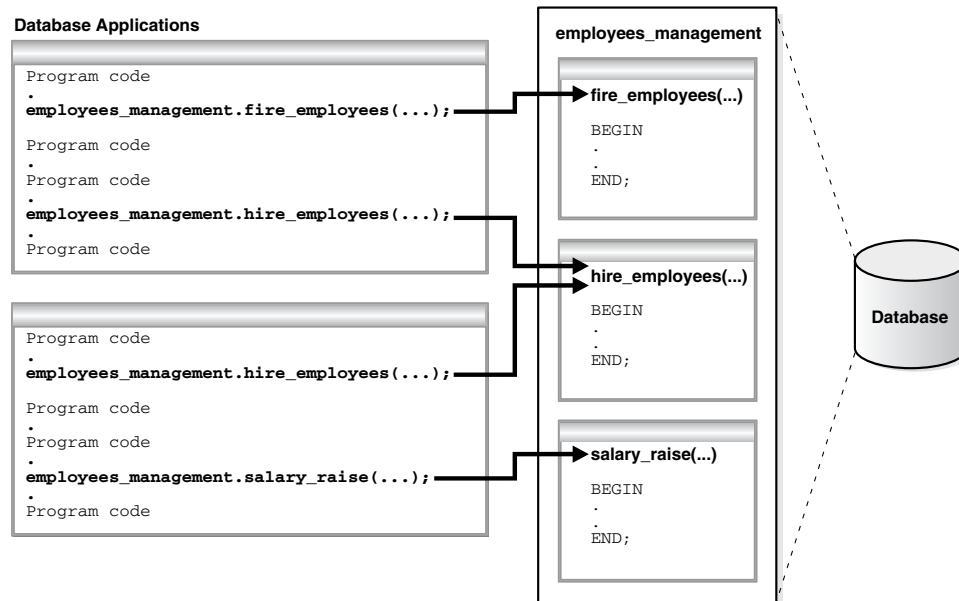 Database Applications
Program code
.
employees_management.fire_employees(...);
Program code
.
Program code
.
employees_management.hire_employees(...);
.
Program code
Program code
.
employees_management.hire_employees(...);
Program code
.
Program code
.
employees_management.salary_raise(...);
.
Program code
employees_management
fire_employees(...)
BEGIN
.
.
END;
hire_employees(...)
BEGIN
.
.
END;
salary_raise(...)
BEGIN
.
.
END;
Database